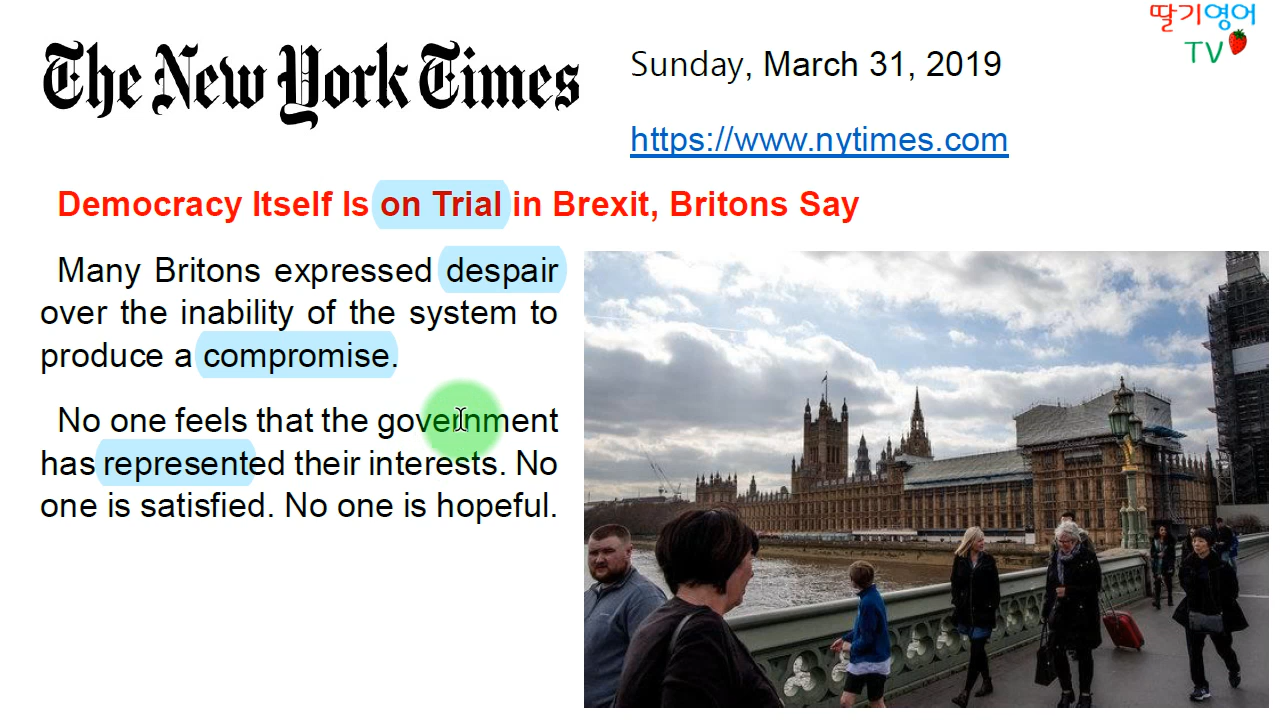 딸기영어
TV
The New York Times
Sunday, March 31, 2019
https://www.nytimes.com
Democracy Itself Is on Trial in Brexit, Britons Say
Many Britons expressed despair
over the inability of the system to
produce a compromise.
No one feels that the government
has represented their interests. No
one is satisfied. No one is hopeful.